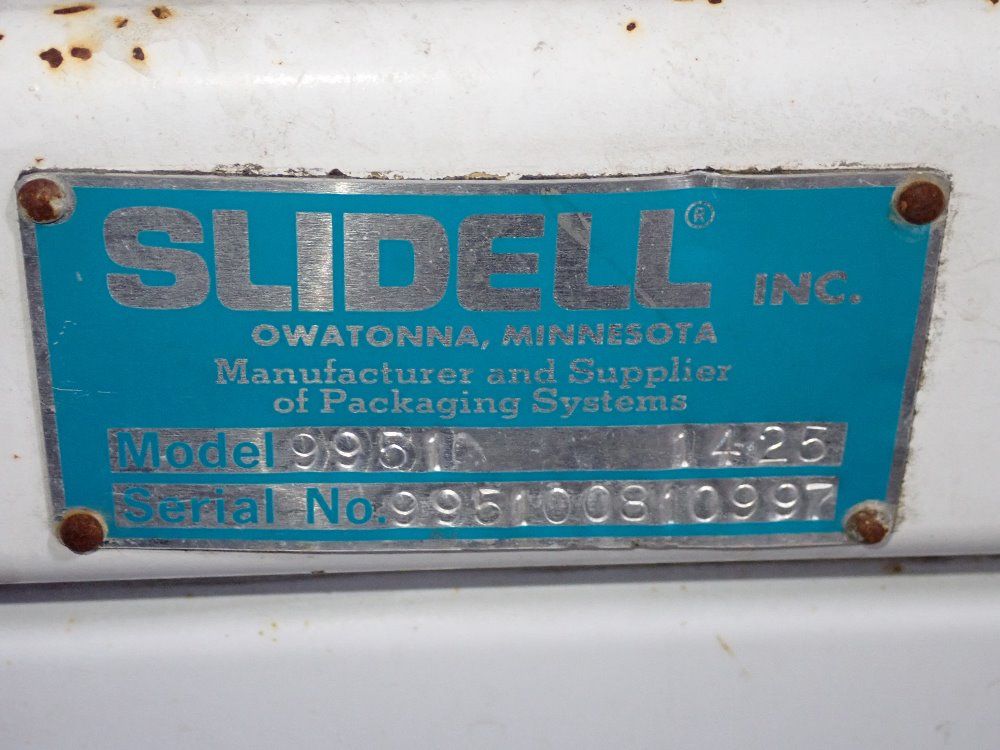 SLIDELL® INC.
OWATONNA, MINNESOTA
Manufacturer and Supplier
of Packaging Systems
Model 9951 1425
Serial No. 995100810997